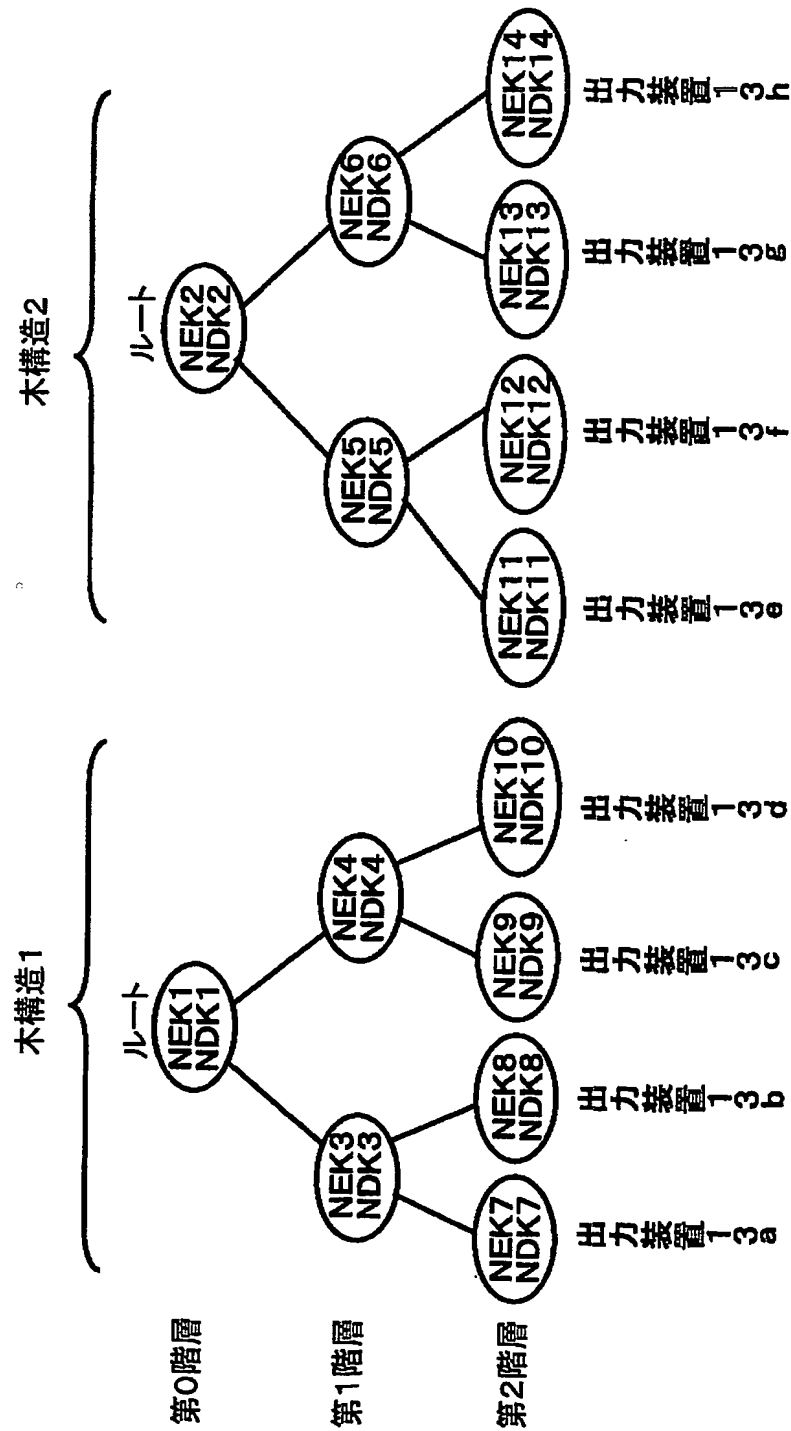 木構造1
木構造2
第0階層
ルート
NEK1
NDK1
ルート
NEK2
NDK2
第1階層
NEK3
NDK3
NEK4
NDK4
NEK5
NDK5
NEK6
NDK6
第2階層
NEK7
NDK7
NEK8
NDK8
NEK9
NDK9
NEK10
NDK10
NEK11
NDK11
NEK12
NDK12
NEK13
NDK13
NEK14
NDK14
出力装置13a
出力装置13b
出力装置13c
出力装置13d
出力装置13e
出力装置13f
出力装置13g
出力装置13h